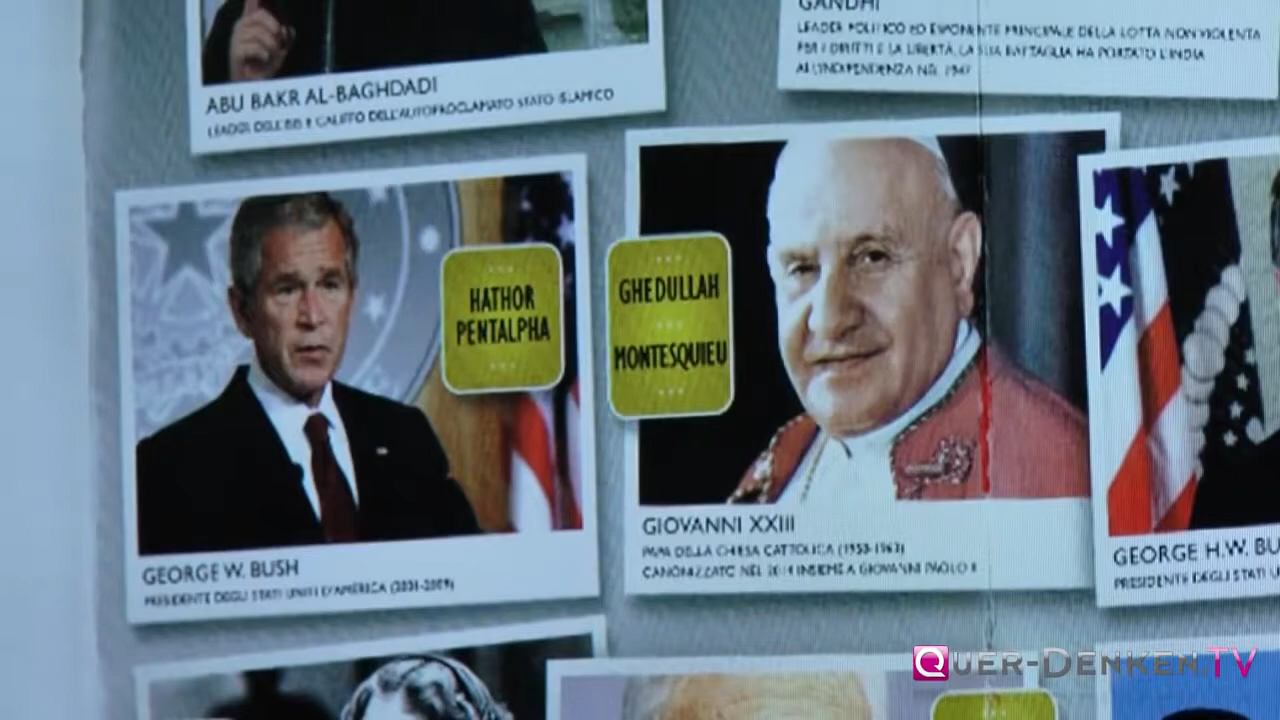 GANDHI
LEADER POLITICO ED ESPONENTE PRINCIPALE DELLA LOTTA NON VIOLENTA
PER I DIRITTI E LA LIBERTÀ, LA SUA BATTAGLIA HA PORTATO L'INDIA
ALL'INDIPENDENZA NEL 1947
ABU BAKR AL-BAGHDADI
LEADER DELL'ISIS E CALIFFO DELL'AUTOPROCLAMATO STATO ISLAMICO
HATHOR
PENTALPHA
GHEDULLAH
MONTESQUIEU
GIOVANNI XXIII
PAPA DELLA CHIESA CATTOLICA (1958-1963)
CANONIZZATO NEL 2014 INSIEME A GIOVANNI PAOLO II
GEORGE W. BUSH
PRESIDENTE DEGLI STATI UNITI D'AMERICA (2001-2009)
GEORGE H.W. BU
PRESIDENTE DEGLI STATI U
QUER-DENKEN.TV